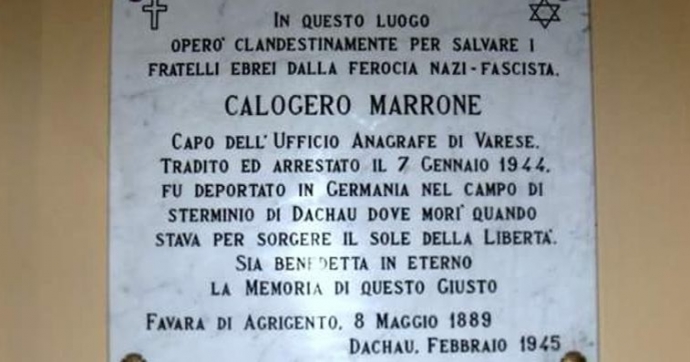 IN QUESTO LUOGO
OPERO' CLANDESTINAMENTE PER SALVARE I
FRATELLI EBREI DALLA FEROCIA NAZI-FASCISTA.
CALOGERO MARRONE
CAPO DELL'UFFICIO ANAGRAFE DI VARESE.
TRADITO ED ARRESTATO IL 7 GENNAIO 1944,
FU DEPORTATO IN GERMANIA NEL CAMPO DI
STERMINIO DI DACHAU DOVE MORI' QUANDO
STAVA PER SORGERE IL SOLE DELLA LIBERTA'.
SIA BENEDETTA IN ETERNO
LA MEMORIA DI QUESTO GIUSTO
FAVARA DI AGRIGENTO, 8 MAGGIO 1889
DACHAU, FEBBRAIO 1945